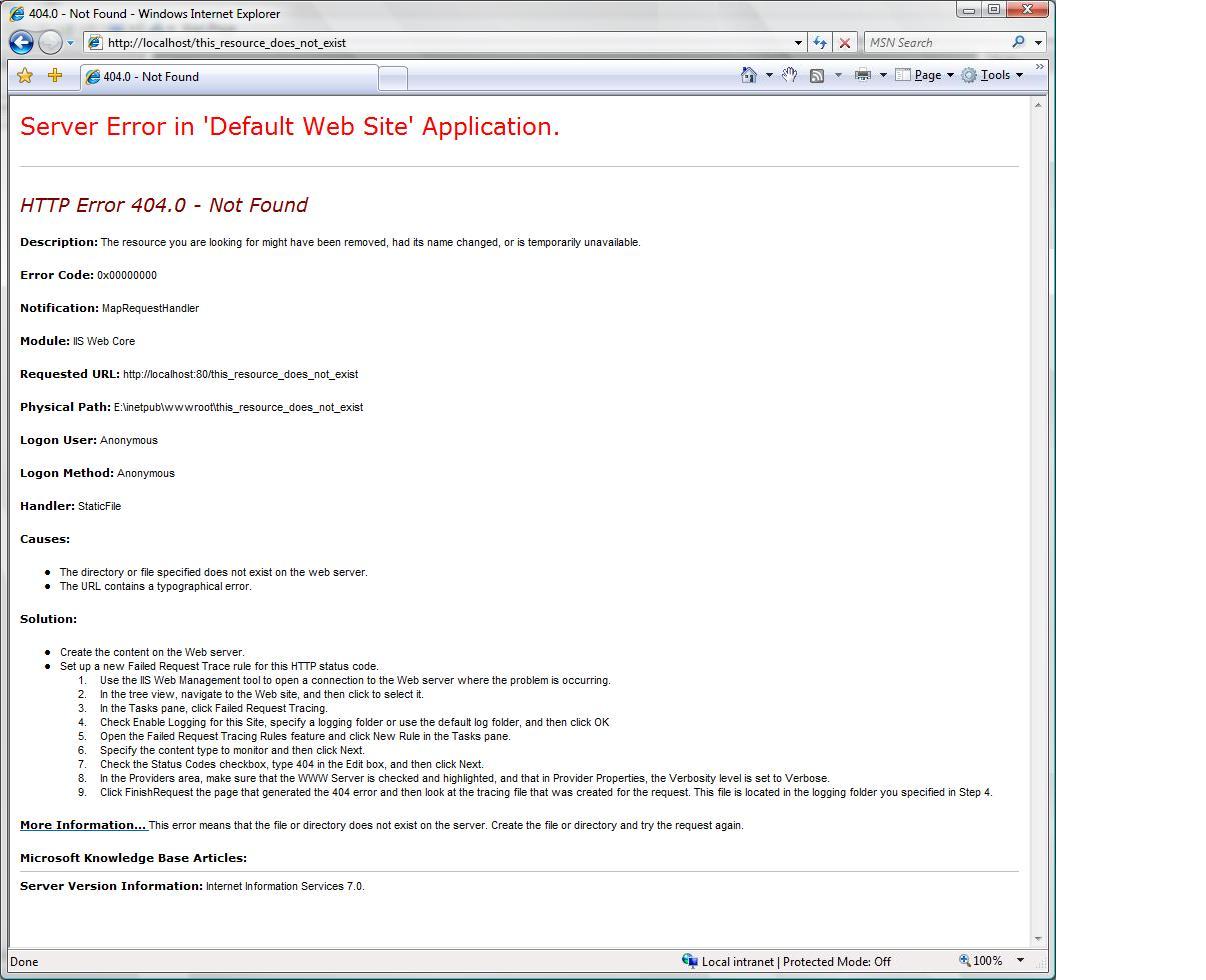 404.0 - Not Found - Windows Internet Explorer
http://localhost/this_resource_does_not_exist
MSN Search
404.0 - Not Found
Page
Tools
Server Error in 'Default Web Site' Application.
HTTP Error 404.0 - Not Found
Description: The resource you are looking for might have been removed, had its name changed, or is temporarily unavailable.
Error Code: 0x00000000
Notification: MapRequestHandler
Module: IIS Web Core
Requested URL: http://localhost:80/this_resource_does_not_exist
Physical Path: E:\inetpub\wwwroot\this_resource_does_not_exist
Logon User: Anonymous
Logon Method: Anonymous
Handler: StaticFile
Causes:
The directory or file specified does not exist on the web server.
The URL contains a typographical error.
Solution:
Create the content on the Web server.
Set up a new Failed Request Trace rule for this HTTP status code.
1. Use the IIS Web Management tool to open a connection to the Web server where the problem is occurring.
2. In the tree view, navigate to the Web site, and then click to select it.
3. In the Tasks pane, click Failed Request Tracing.
4. Check Enable Logging for this Site, specify a logging folder or use the default log folder, and then click OK
5. Open the Failed Request Tracing Rules feature and click New Rule in the Tasks pane.
6. Specify the content type to monitor and then click Next.
7. Check the Status Codes checkbox, type 404 in the Edit box, and then click Next.
8. In the Providers area, make sure that the WWW Server is checked and highlighted, and that in Provider Properties, the Verbosity level is set to Verbose.
9. Click FinishRequest the page that generated the 404 error and then look at the tracing file that was created for the request. This file is located in the logging folder you specified in Step 4.
More Information... This error means that the file or directory does not exist on the server. Create the file or directory and try the request again.
Microsoft Knowledge Base Articles:
Server Version Information: Internet Information Services 7.0.
Done
Local intranet | Protected Mode: Off
100%